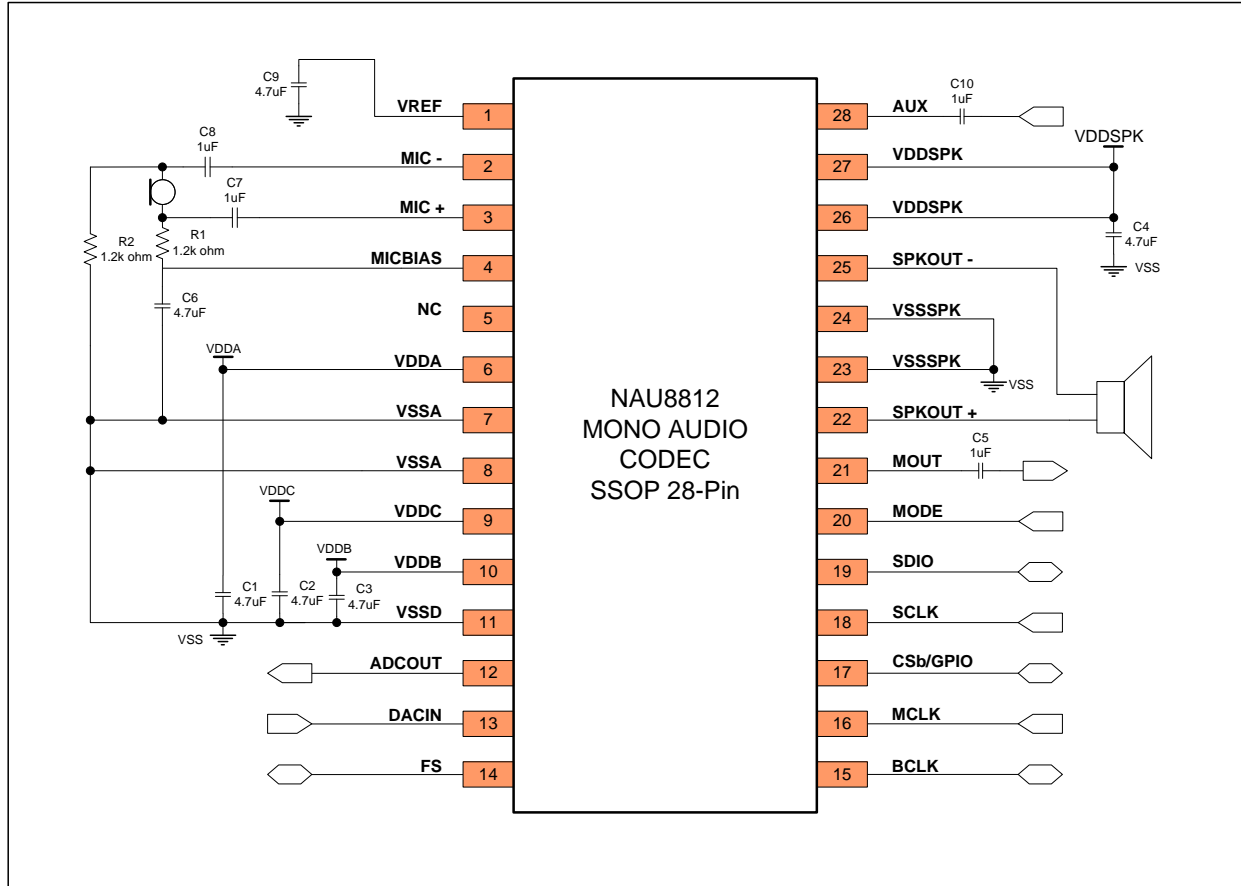 C9
4.7uF
VREF
1
C8
1uF
MIC -
2
C7
1uF
MIC +
3
R2
1.2k ohm
R1
1.2k ohm
MICBIAS
4
C6
4.7uF
NC
5
VDDA
VDDA
6
VSSA
7
VSSA
8
VDDC
VDDC
9
VDDB
VDDB
10
C1
4.7uF
C2
4.7uF
C3
4.7uF
VSSD
11
VSS
ADCOUT
12
DACIN
13
FS
14
NAU8812
MONO AUDIO
CODEC
SSOP 28-Pin
28
AUX
C10
1uF
VDDSPK
27
VDDSPK
26
VDDSPK
C4
4.7uF
VSS
25
SPKOUT -
24
VSSSPK
23
VSSSPK
VSS
22
SPKOUT +
21
MOUT
C5
1uF
20
MODE
19
SDIO
18
SCLK
17
CSb/GPIO
16
MCLK
15
BCLK